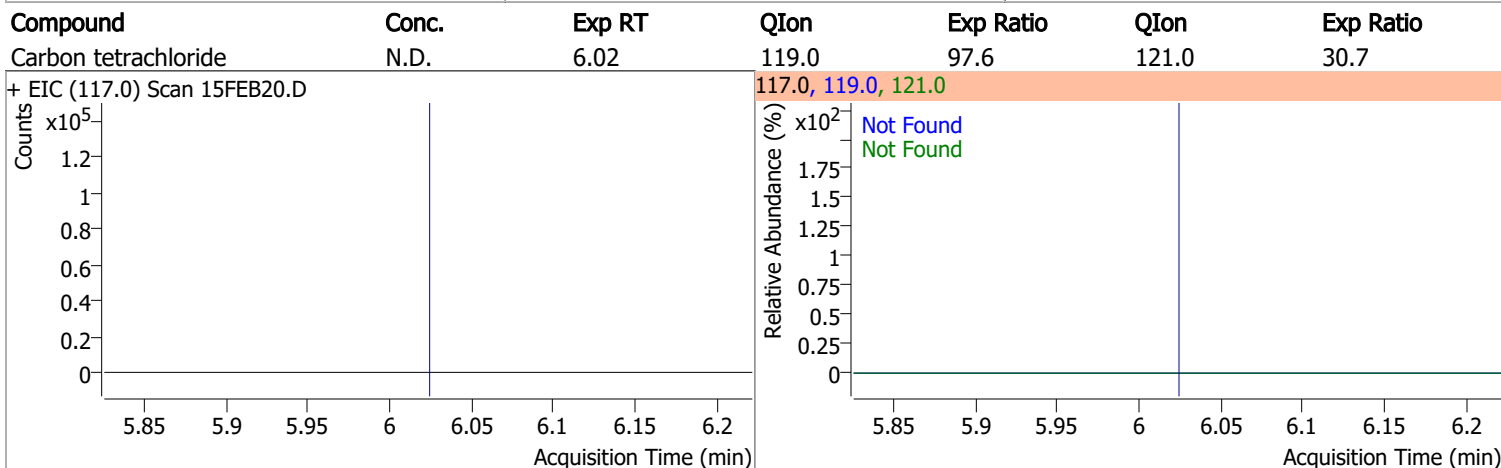 Compound Conc. Exp RT QIon Exp Ratio QIon Exp Ratio
Carbon tetrachloride N.D. 6.02 119.0 97.6 121.0 30.7
+ EIC (117.0) Scan 15FEB20.D
Counts
x10⁵
1.2
1
0.8
0.6
0.4
0.2
0
5.85 5.9 5.95 6 6.05 6.1 6.15 6.2
Acquisition Time (min)
117.0, 119.0, 121.0
Relative Abundance (%)
x10²
Not Found
Not Found
1.75
1.5
1.25
1
0.75
0.5
0.25
0
5.85 5.9 5.95 6 6.05 6.1 6.15 6.2
Acquisition Time (min)